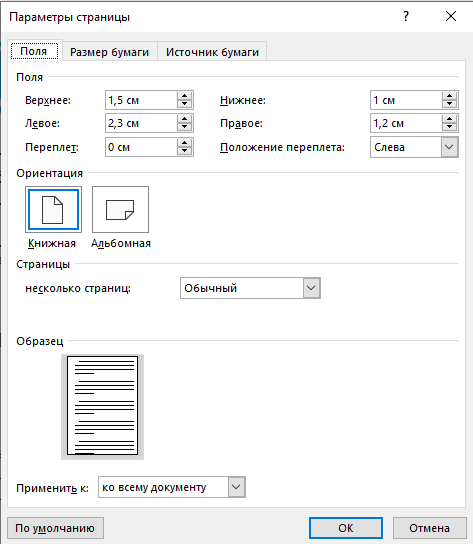 Параметры страницы ? ×
Поля Размер бумаги Источник бумаги
Поля
Верхнее: 1,5 см Нижнее: 1 см
Левое: 2,3 см Правое: 1,2 см
Переплет: 0 см Положение переплета: Слева
Ориентация
Книжная Альбомная
Страницы
несколько страниц: Обычный
Образец
Применить к: ко всему документу
По умолчанию ОК Отмена